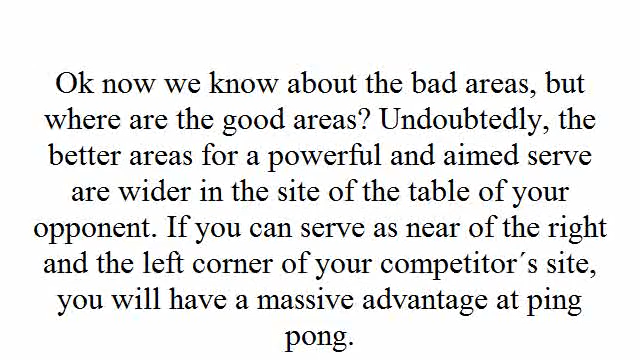 Ok now we know about the bad areas, but
where are the good areas? Undoubtedly, the
better areas for a powerful and aimed serve
are wider in the site of the table of your
opponent. If you can serve as near of the right
and the left corner of your competitor´s site,
you will have a massive advantage at ping
pong.